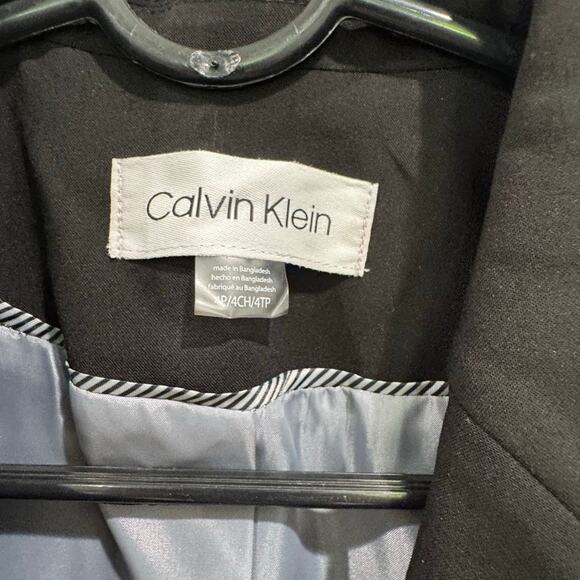 Calvin Klein
made in Bangladesh
hecho en Bangladesh
fabriqué au Bangladesh
4P/4CH/4TP